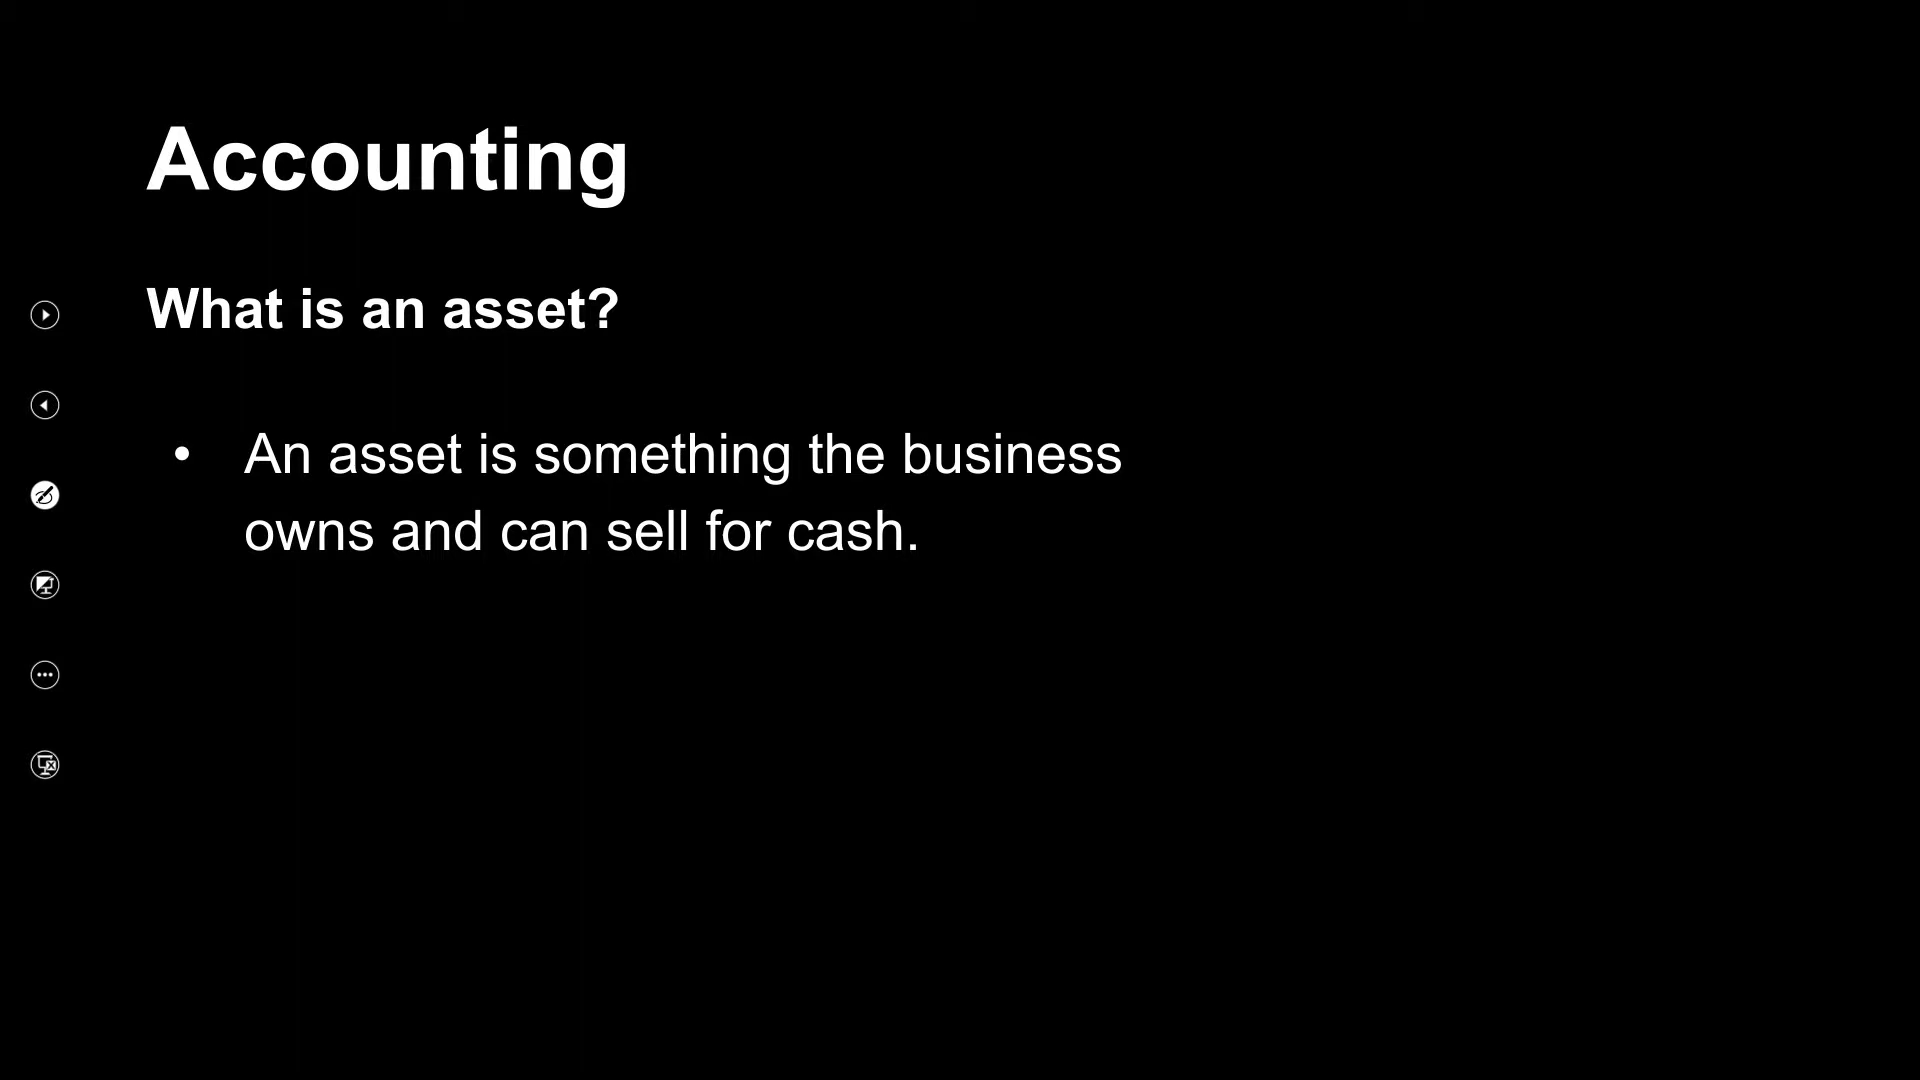 Accounting
What is an asset?
• An asset is something the business
owns and can sell for cash.